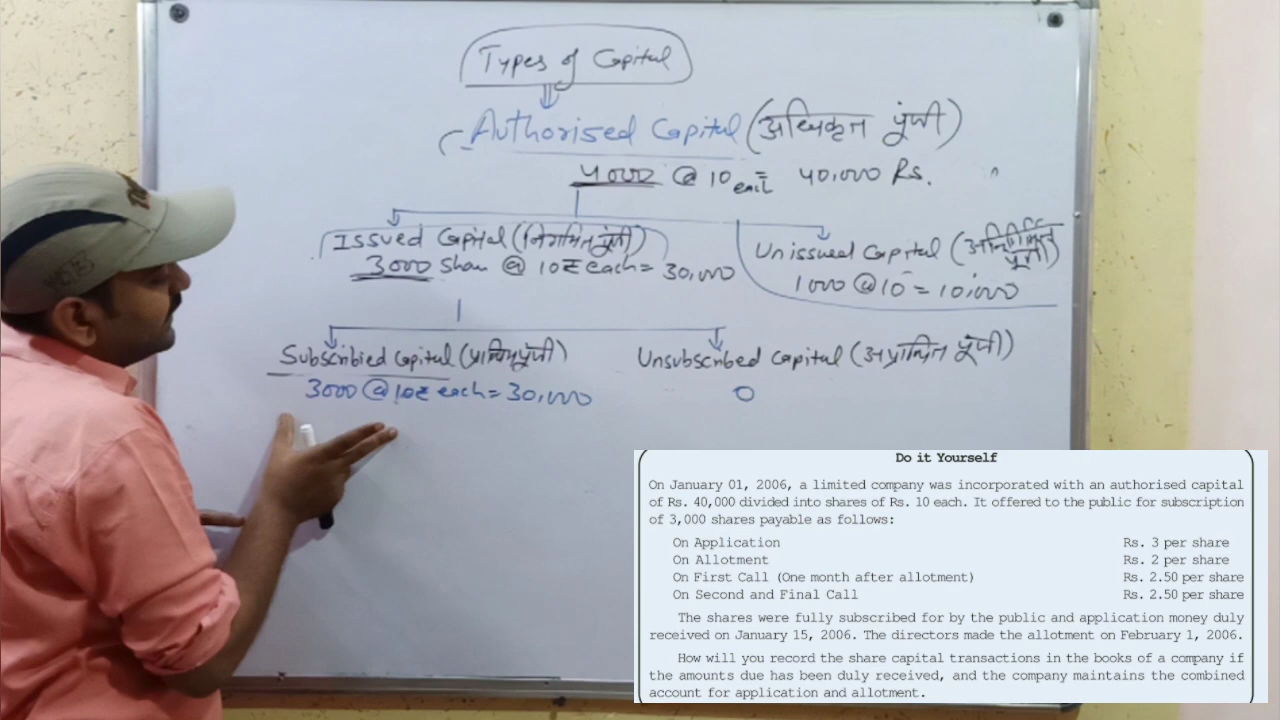 Types of Capital
Authorised Capital (अधिकृत पूंजी)
4000 @ 10 each = 40,000 Rs.
Issued Capital (निर्गमित पूंजी)
3000 Share @ 10₹ each = 30,000
Unissued Capital
1000 @ 10 = 10,000
Subscribied Capital
3000 @ 10₹ each = 30,000
Unsubscribed Capital
0
Do it Yourself
On January 01, 2006, a limited company was incorporated with an authorised capital
of Rs. 40,000 divided into shares of Rs. 10 each. It offered to the public for subscription
of 3,000 shares payable as follows:
On Application Rs. 3 per share
On Allotment Rs. 2 per share
On First Call (One month after allotment) Rs. 2.50 per share
On Second and Final Call Rs. 2.50 per share
The shares were fully subscribed for by the public and application money duly
received on January 15, 2006. The directors made the allotment on February 1, 2006.
How will you record the share capital transactions in the books of a company if
the amounts due has been duly received, and the company maintains the combined
account for application and allotment.